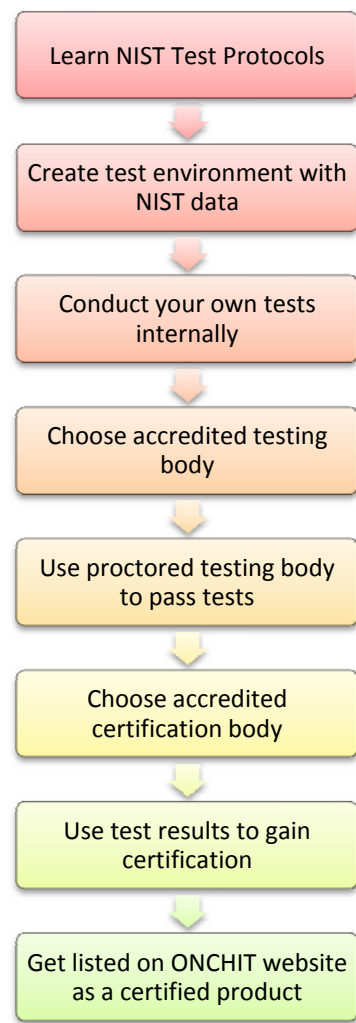 Learn NIST Test Protocols
Create test environment with
NIST data
Conduct your own tests
internally
Choose accredited testing
body
Use proctored testing body
to pass tests
Choose accredited
certification body
Use test results to gain
certification
Get listed on ONCHIT website
as a certified product